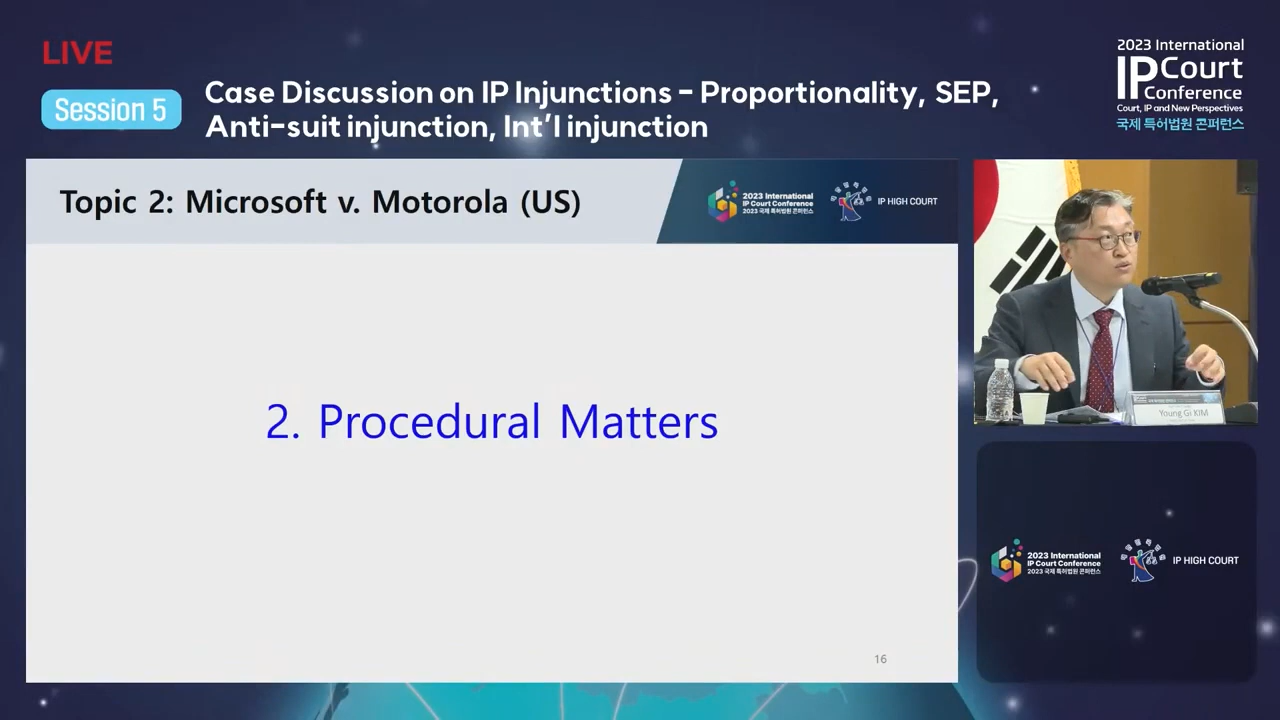 LIVE
Session 5
Case Discussion on IP Injunctions - Proportionality, SEP,
Anti-suit injunction, Int'l injunction
2023 International
IP Court
Conference
Court, IP and New Perspectives
국제 특허법원 콘퍼런스
Topic 2: Microsoft v. Motorola (US)
2023 International
IP Court Conference
2023 국제 특허법원 콘퍼런스
IP HIGH COURT
2. Procedural Matters
16
Young Gi KIM
2023 International
IP Court Conference
2023 국제 특허법원 콘퍼런스
IP HIGH COURT